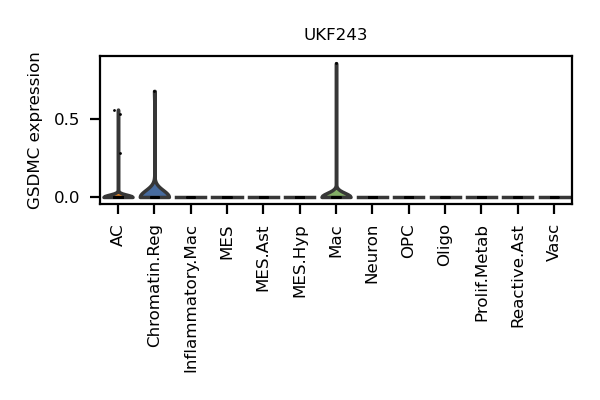 UKF243
GSDMC expression
0.5
0.0
AC
Chromatin.Reg
Inflammatory.Mac
MES
MES.Ast
MES.Hyp
Mac
Neuron
OPC
Oligo
Prolif.Metab
Reactive.Ast
Vasc